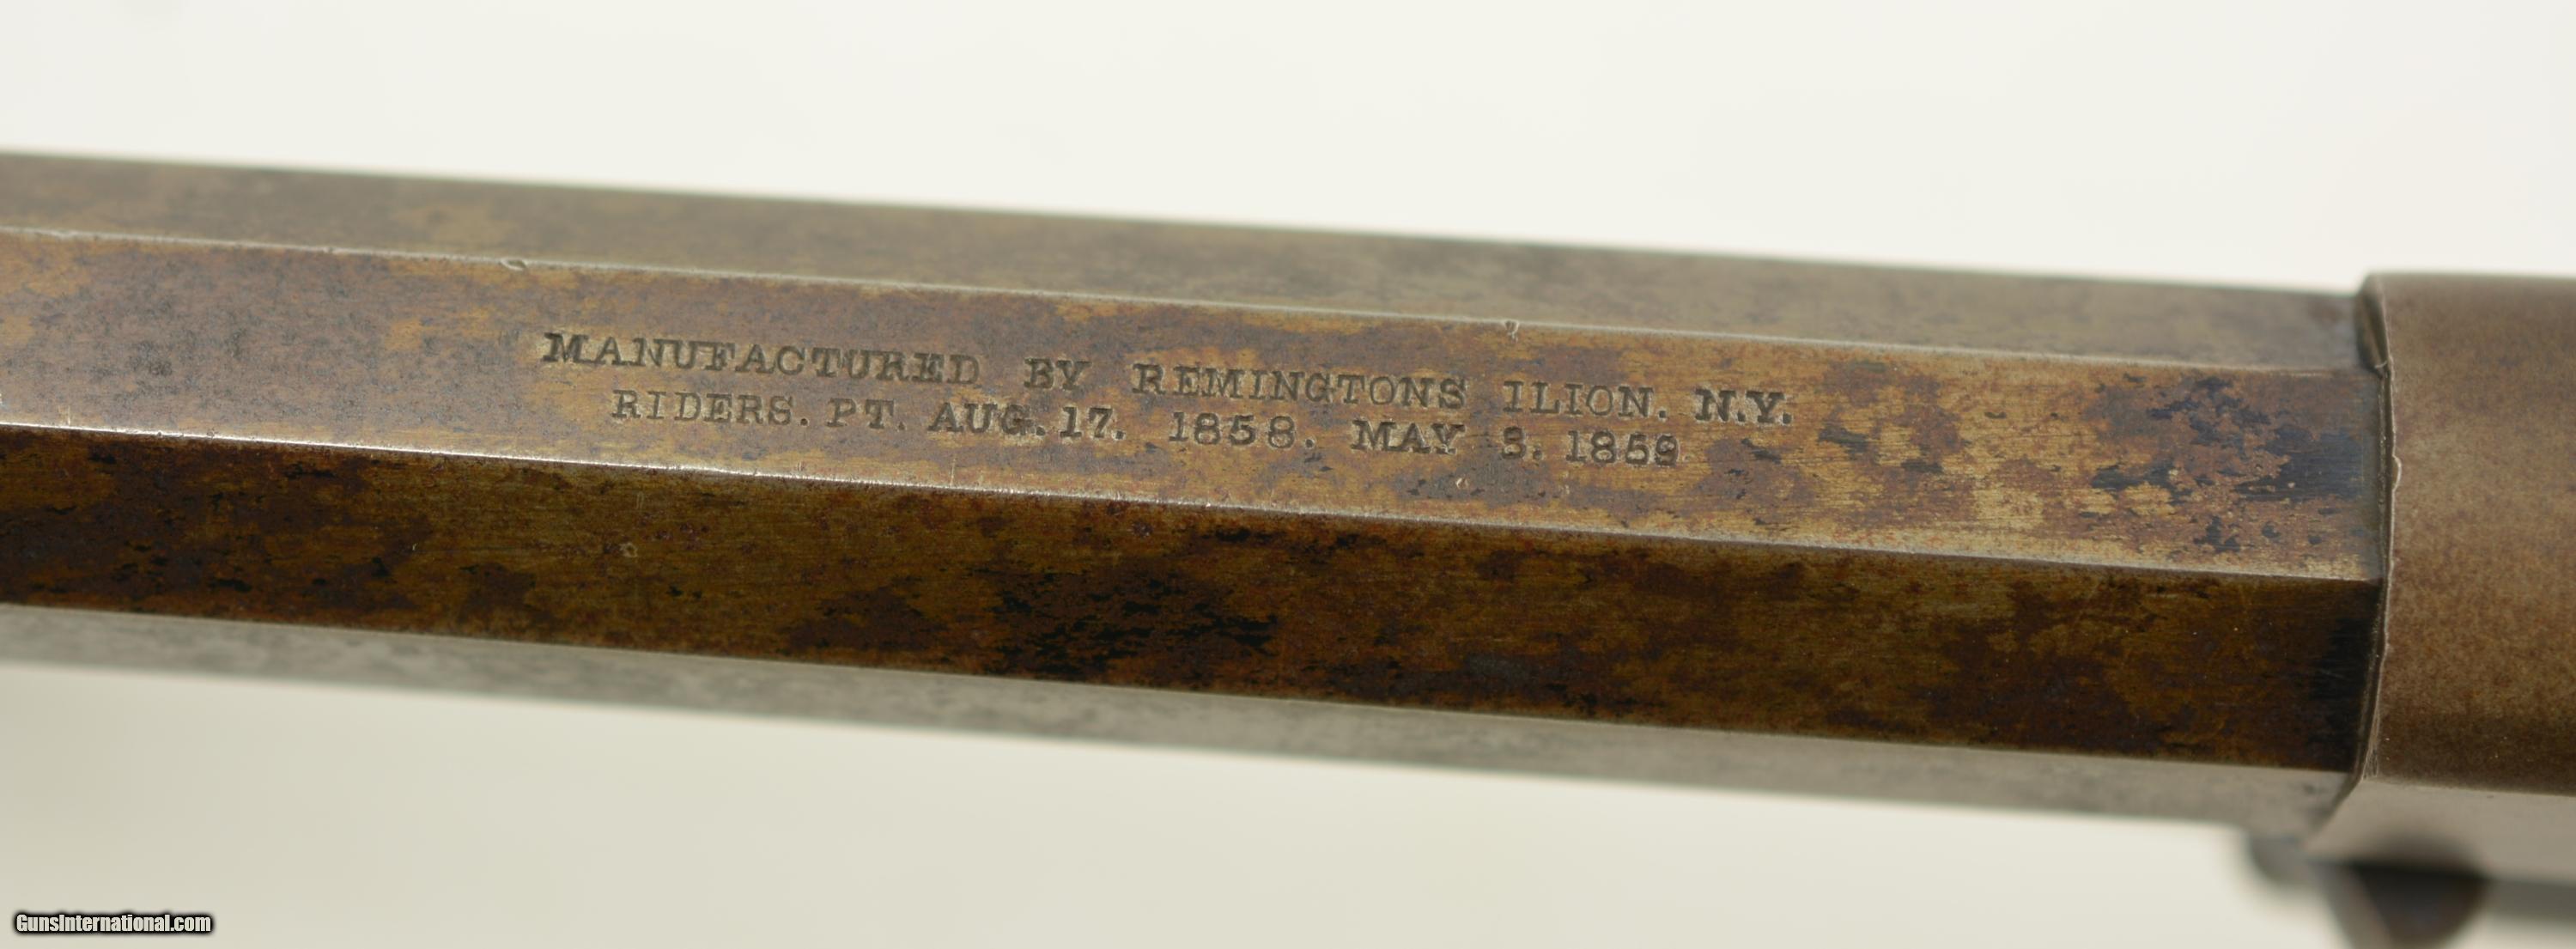 MANUFACTURED BY REMINGTONS ILION. N.Y.
RIDERS. PT. AUG. 17. 1858. MAY 3. 1859
GunsInternational.com